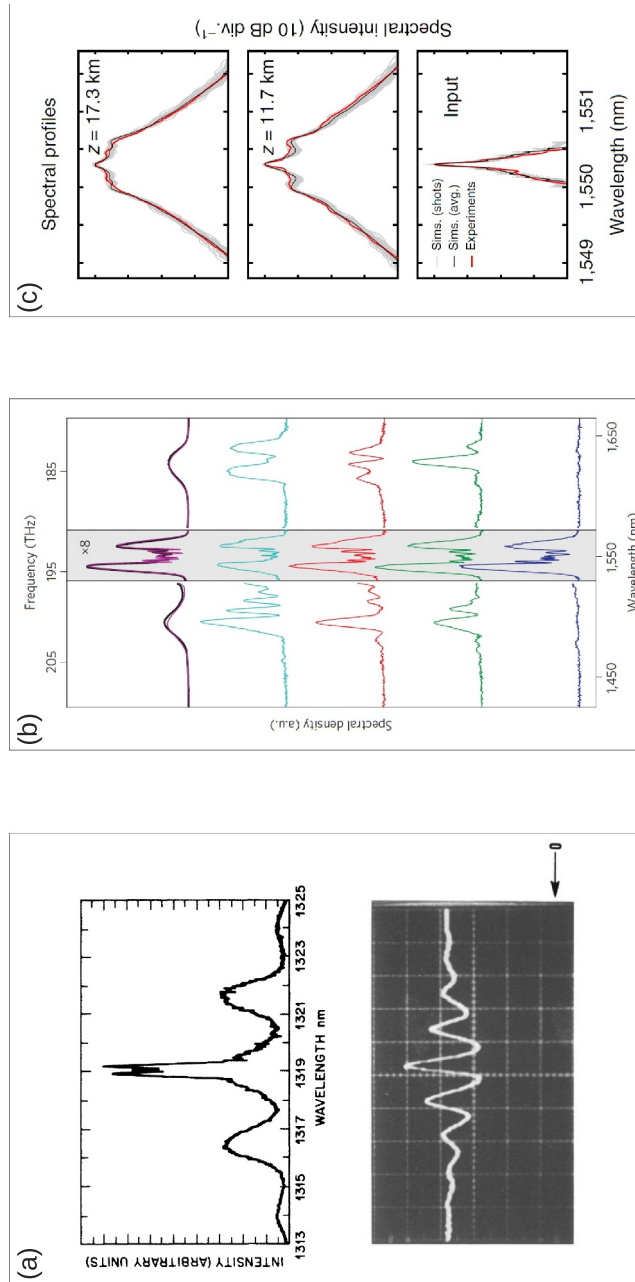 (a)
INTENSITY (ARBITRARY UNITS)
1313
1315
1317
1319
1321
1323
1325
WAVELENGTH nm
0
(b)
Frequency (THz)
205
195
185
×8
Spectral density (a.u.)
1,450
1,550
1,650
Wavelength (nm)
(c)
Spectral profiles
z = 17.3 km
z = 11.7 km
Input
Sims. (shots)
Sims. (avg.)
Experiments
Spectral intensity (10 dB div.⁻¹)
1,549
1,550
1,551
Wavelength (nm)